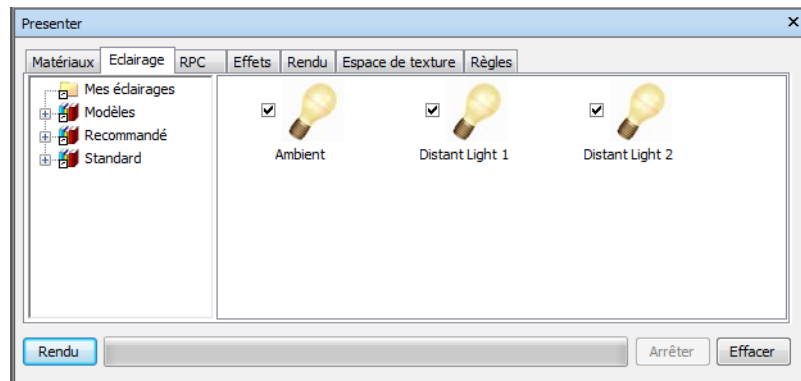 Presenter
Matériaux Eclairage RPC Effets Rendu Espace de texture Règles
Mes éclairages
Modèles
Recommandé
Standard
Ambient Distant Light 1 Distant Light 2
Rendu Arrêter Effacer